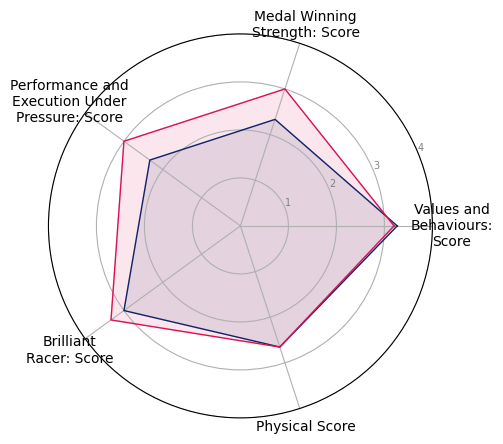 Medal Winning
Strength: Score
Performance and
Execution Under
Pressure: Score
4
3
2
1
Values and
Behaviours:
Score
Brilliant
Racer: Score
Physical Score